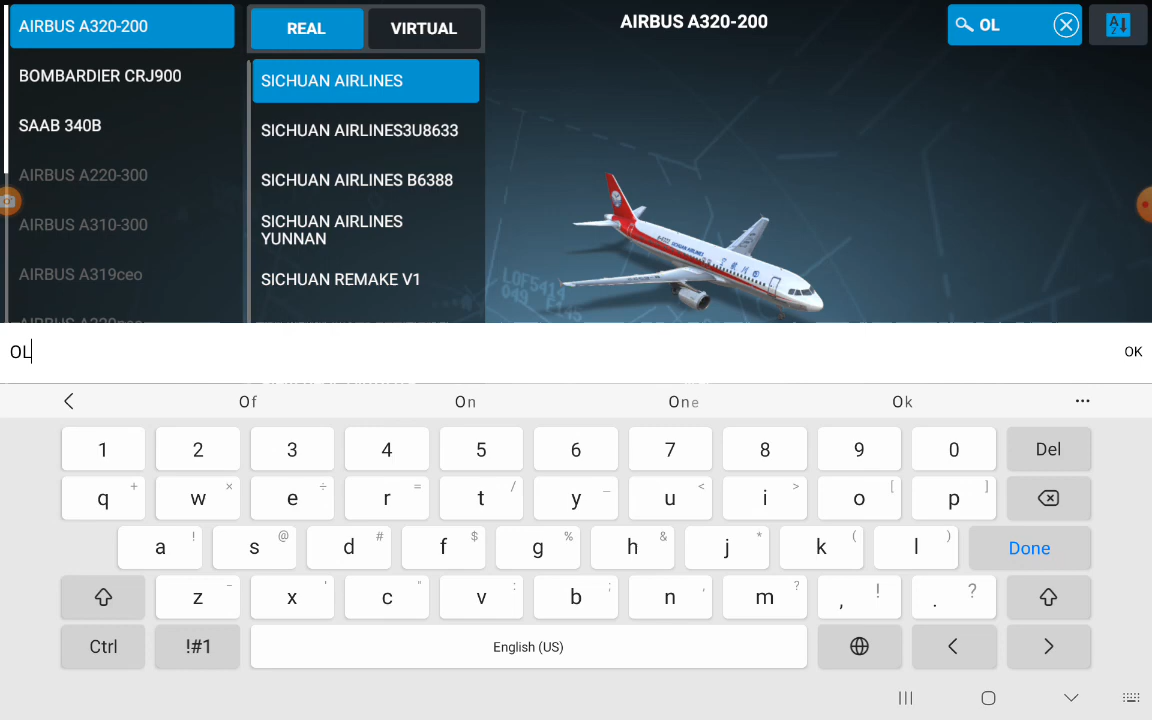 AIRBUS A320-200
BOMBARDIER CRJ900
SAAB 340B
AIRBUS A220-300
AIRBUS A310-300
AIRBUS A319ceo
REAL
VIRTUAL
SICHUAN AIRLINES
SICHUAN AIRLINES3U8633
SICHUAN AIRLINES B6388
SICHUAN AIRLINES
YUNNAN
SICHUAN REMAKE V1
AIRBUS A320-200
OL
SICHUAN AIRLINES
OL
OK
Of On One Ok
1 2 3 4 5 6 7 8 9 0 Del
q + w × e ÷ r = t / y _ u < i > o [ p ]
a ! s @ d # f $ g % h & j * k ( l ) Done
z - x ' c " v : b ; n , m ? , ! . ?
Ctrl !#1 English (US) < >